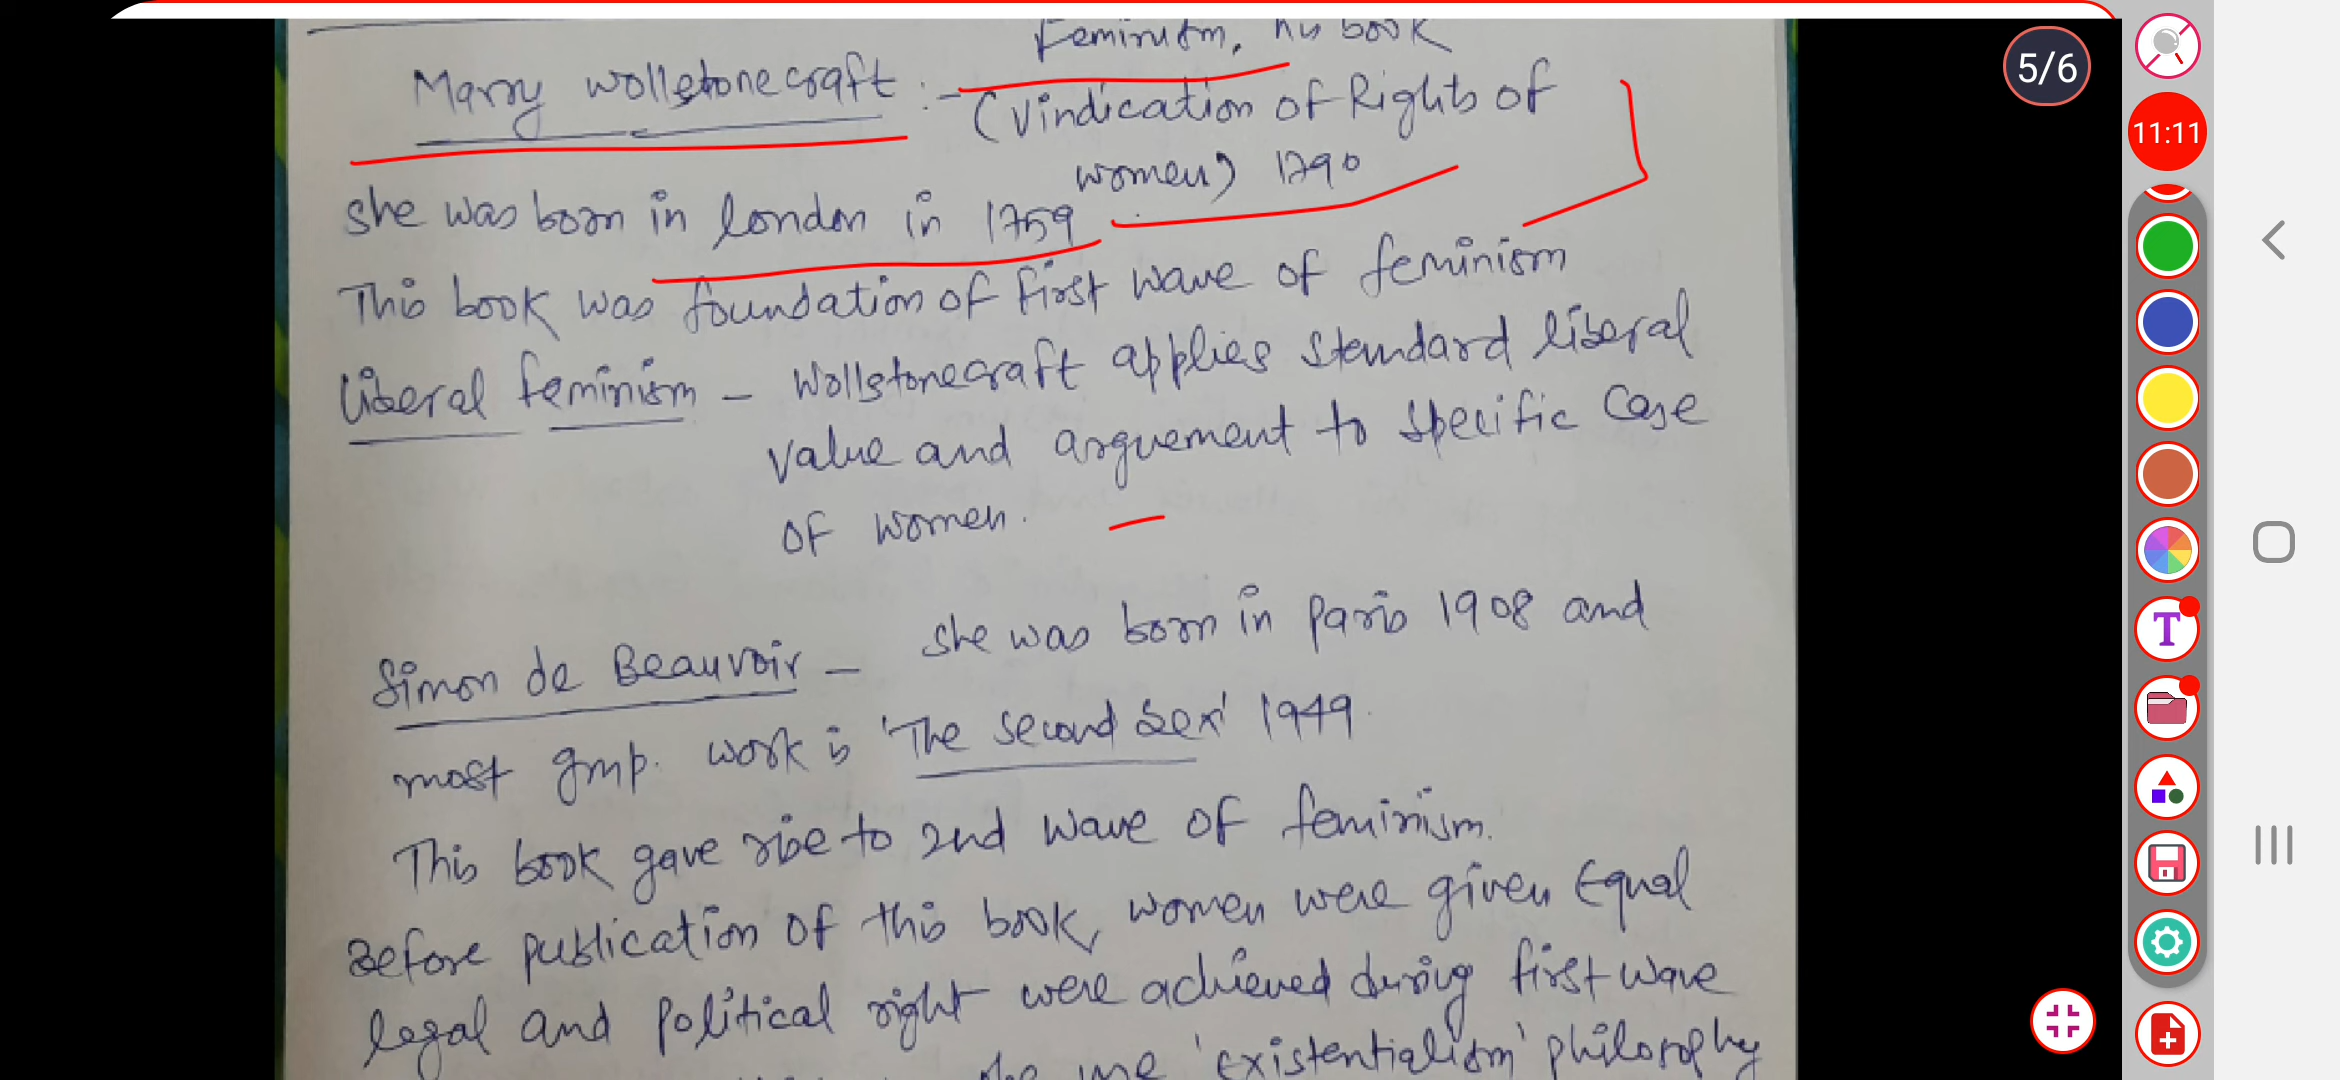 Feminism, his book
Marry wollstonecraft :- (Vindication of Rights of
women) 1790
she was born in london in 1759
This book was foundation of first wave of feminism
liberal feminism - Wollstonecraft applies standard liberal
value and arguement to specific case
of women.
Simon de Beauvoir - she was born in paris 1908 and
most Imp. work is 'The second sex' 1949.
This book gave rise to 2nd wave of feminism.
Before publication of this book, women were given Equal
legal and political right were achieved during first wave
she use 'existentialism' philosophy
5/6
11:11
T